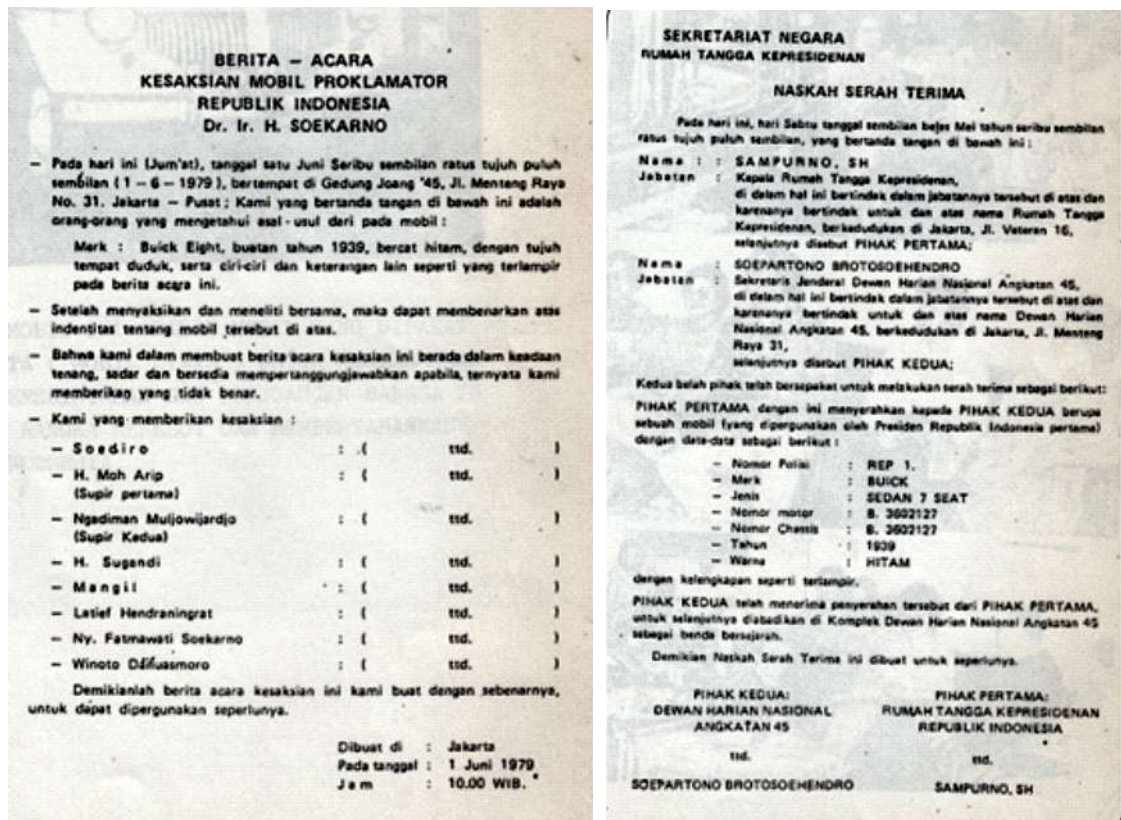 BERITA – ACARA
KESAKSIAN MOBIL PROKLAMATOR
REPUBLIK INDONESIA
Dr. Ir. H. SOEKARNO
– Pada hari ini (Jum'at), tanggal satu Juni Seribu sembilan ratus tujuh puluh
sembilan ( 1 – 6 – 1979 ), bertempat di Gedung Joang '45, Jl. Menteng Raya
No. 31. Jakarta – Pusat ; Kami yang bertanda tangan di bawah ini adalah
orang-orang yang mengetahui asal - usul dari pada mobil :
Merk : Buick Eight, buatan tahun 1939, bercat hitam, dengan tujuh
tempat duduk, serta ciri-ciri dan keterangan lain seperti yang terlampir
pada berita acara ini.
– Setelah menyaksikan dan meneliti bersama, maka dapat membenarkan atas
indentitas tentang mobil tersebut di atas.
– Bahwa kami dalam membuat berita acara kesaksian ini berada dalam keadaan
tenang, sadar dan bersedia mempertanggungjawabkan apabila, ternyata kami
memberikan yang tidak benar.
– Kami yang memberikan kesaksian :
– Soediro : ( ttd. )
– H. Moh Arip : ( ttd. )
(Supir pertama)
– Ngadiman Muljowijardjo : ( ttd. )
(Supir Kedua)
– H. Sugandi : ( ttd. )
– Mangil : ( ttd. )
– Latief Hendraningrat : ( ttd. )
– Ny. Fatmawati Soekarno : ( ttd. )
– Winoto : ( ttd. )
Demikianlah berita acara kesaksian ini kami buat dengan sebenarnya,
untuk dapat dipergunakan seperlunya.
Dibuat di : Jakarta
Pada tanggal : 1 Juni 1979
Jam : 10.00 WIB.
SEKRETARIAT NEGARA
RUMAH TANGGA KEPRESIDENAN
NASKAH SERAH TERIMA
Pada hari ini, hari Sabtu tanggal sembilan belas Mei tahun seribu sembilan
ratus tujuh puluh sembilan, yang bertanda tangan di bawah ini :
Nama : : SAMPURNO, SH
Jabatan : Kepala Rumah Tangga Kepresidenan,
di dalam hal ini bertindak dalam jabatannya tersebut di atas dan
karenanya bertindak untuk dan atas nama Rumah Tangga
Kepresidenan, berkedudukan di Jakarta, Jl. Veteran 16,
selanjutnya disebut PIHAK PERTAMA;
Nama : SOEPARTONO BROTOSOEHENDRO
Jabatan : Sekretaris Jenderal Dewan Harian Nasional Angkatan 45,
di dalam hal ini bertindak dalam jabatannya tersebut di atas dan
karenanya bertindak untuk dan atas nama Dewan Harian
Nasional Angkatan 45, berkedudukan di Jakarta, Jl. Menteng
Raya 31,
selanjutnya disebut PIHAK KEDUA;
Kedua belah pihak telah bersepakat untuk melakukan serah terima sebagai berikut:
PIHAK PERTAMA dengan ini menyerahkan kepada PIHAK KEDUA berupa
sebuah mobil (yang dipergunakan oleh Presiden Republik Indonesia pertama)
dengan data-data sebagai berikut :
– Nomor Polisi : REP 1.
– Merk : BUICK
– Jenis : SEDAN 7 SEAT
– Nomor motor : B. 3602127
– Nomor Chassis : B. 3602127
– Tahun : 1939
– Warna : HITAM
dengan kelengkapan seperti terlampir.
PIHAK KEDUA telah menerima penyerahan tersebut dari PIHAK PERTAMA,
untuk selanjutnya diabadikan di Komplek Dewan Harian Nasional Angkatan 45
sebagai benda bersejarah.
Demikian Naskah Serah Terima ini dibuat untuk seperlunya.
PIHAK KEDUA:
DEWAN HARIAN NASIONAL
ANGKATAN 45
ttd.
SOEPARTONO BROTOSOEHENDRO
PIHAK PERTAMA:
RUMAH TANGGA KEPRESIDENAN
REPUBLIK INDONESIA
ttd.
SAMPURNO, SH